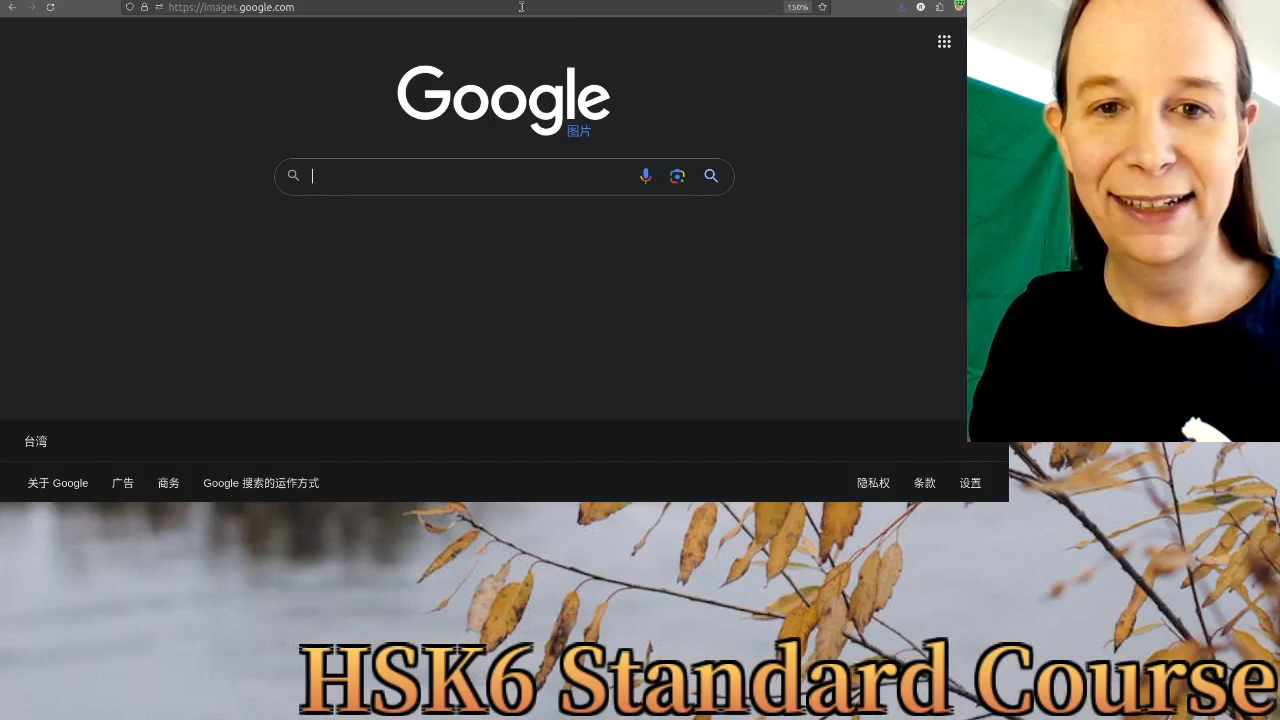 https://images.google.com
150%
Google
图片
台湾
关于 Google 广告 商务 Google 搜索的运作方式 隐私权 条款 设置
HSK6 Standard Course